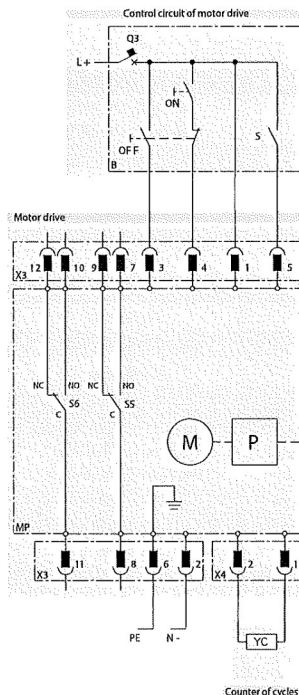 Control circuit of motor drive
Q3
L+
ON
OFF
S
B
Motor drive
X3
12
10
9
7
3
4
1
5
NC
NO
NC
NO
S6
S5
C
C
M
P
MP
X3
11
8
6
2
X4
2
1
PE
N -
YC
Counter of cycles